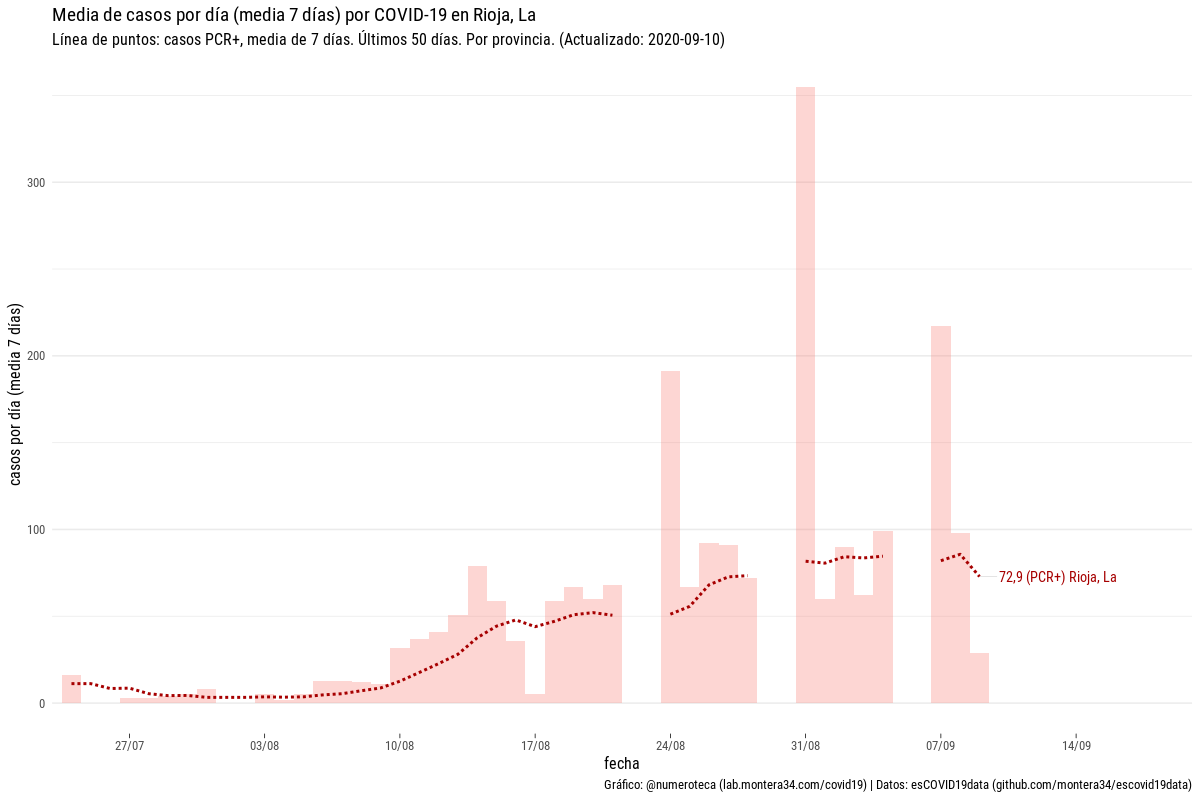 Media de casos por día (media 7 días) por COVID-19 en Rioja, La
Línea de puntos: casos PCR+, media de 7 días. Últimos 50 días. Por provincia. (Actualizado: 2020-09-10)
casos por día (media 7 días)
300
200
100
0
72,9 (PCR+) Rioja, La
27/07
03/08
10/08
17/08
24/08
31/08
07/09
14/09
fecha
Gráfico: @numeroteca (lab.montera34.com/covid19) | Datos: esCOVID19data (github.com/montera34/escovid19data)